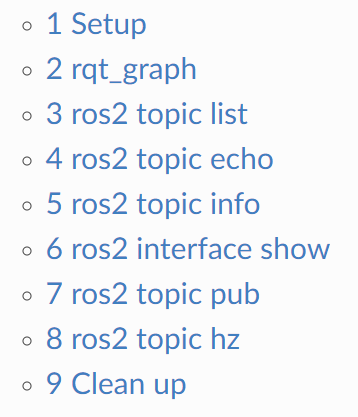 1 Setup
2 rqt_graph
3 ros2 topic list
4 ros2 topic echo
5 ros2 topic info
6 ros2 interface show
7 ros2 topic pub
8 ros2 topic hz
9 Clean up